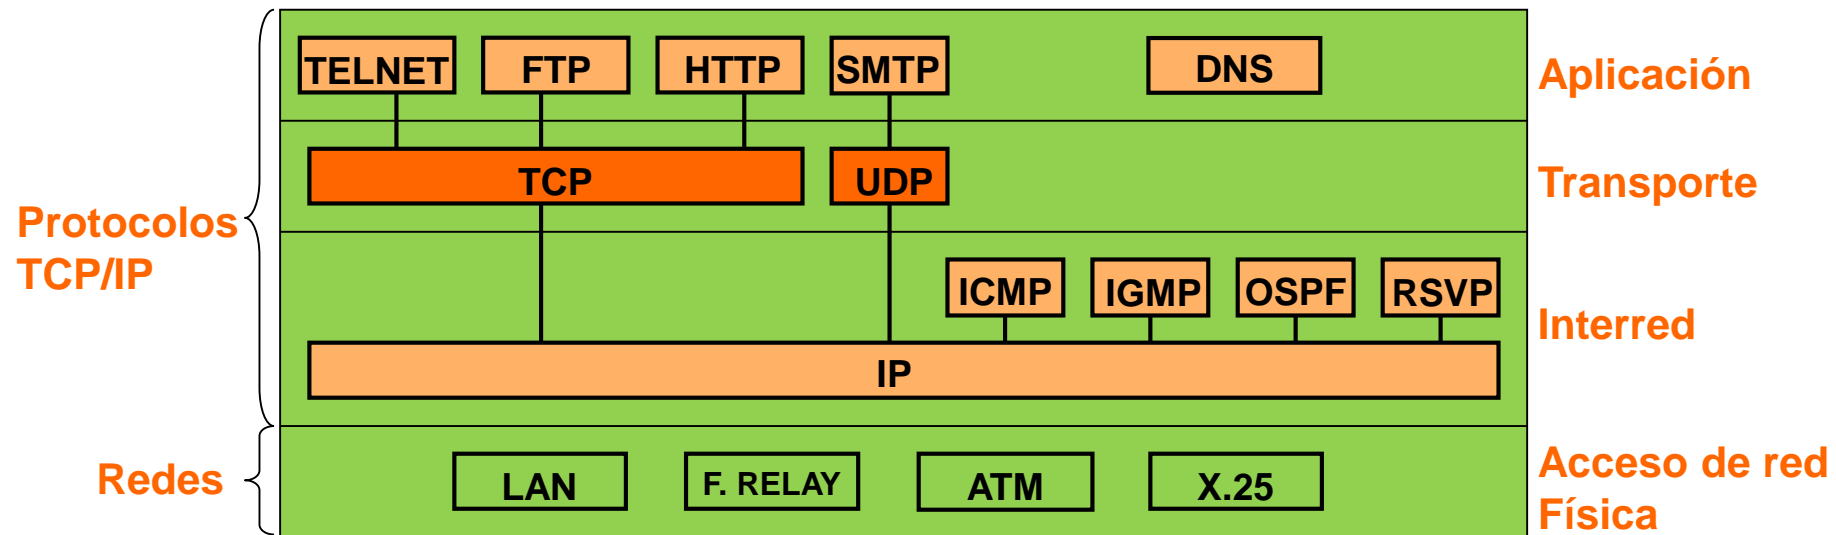 TELNET FTP HTTP SMTP DNS Aplicación
TCP UDP Transporte
Protocolos
TCP/IP
ICMP IGMP OSPF RSVP
Interred
IP
Redes
LAN F. RELAY ATM X.25
Acceso de red
Física